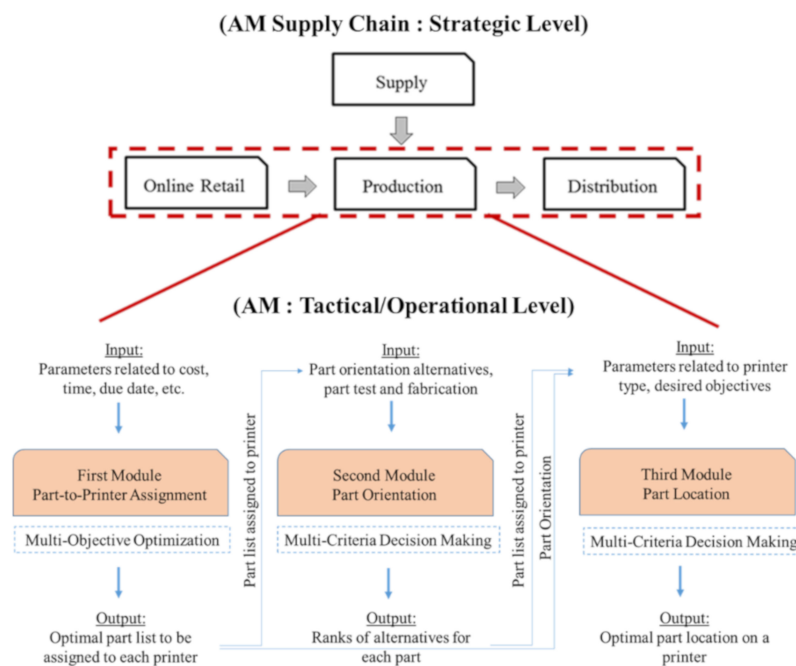 (AM Supply Chain : Strategic Level)
Supply
Online Retail
Production
Distribution
(AM : Tactical/Operational Level)
Input:
Parameters related to cost,
time, due date, etc.
First Module
Part-to-Printer Assignment
Multi-Objective Optimization
Output:
Optimal part list to be
assigned to each printer
Part list assigned to printer
Input:
Part orientation alternatives,
part test and fabrication
Second Module
Part Orientation
Multi-Criteria Decision Making
Output:
Ranks of alternatives for
each part
Part list assigned to printer
Part Orientation
Input:
Parameters related to printer
type, desired objectives
Third Module
Part Location
Multi-Criteria Decision Making
Output:
Optimal part location on a
printer